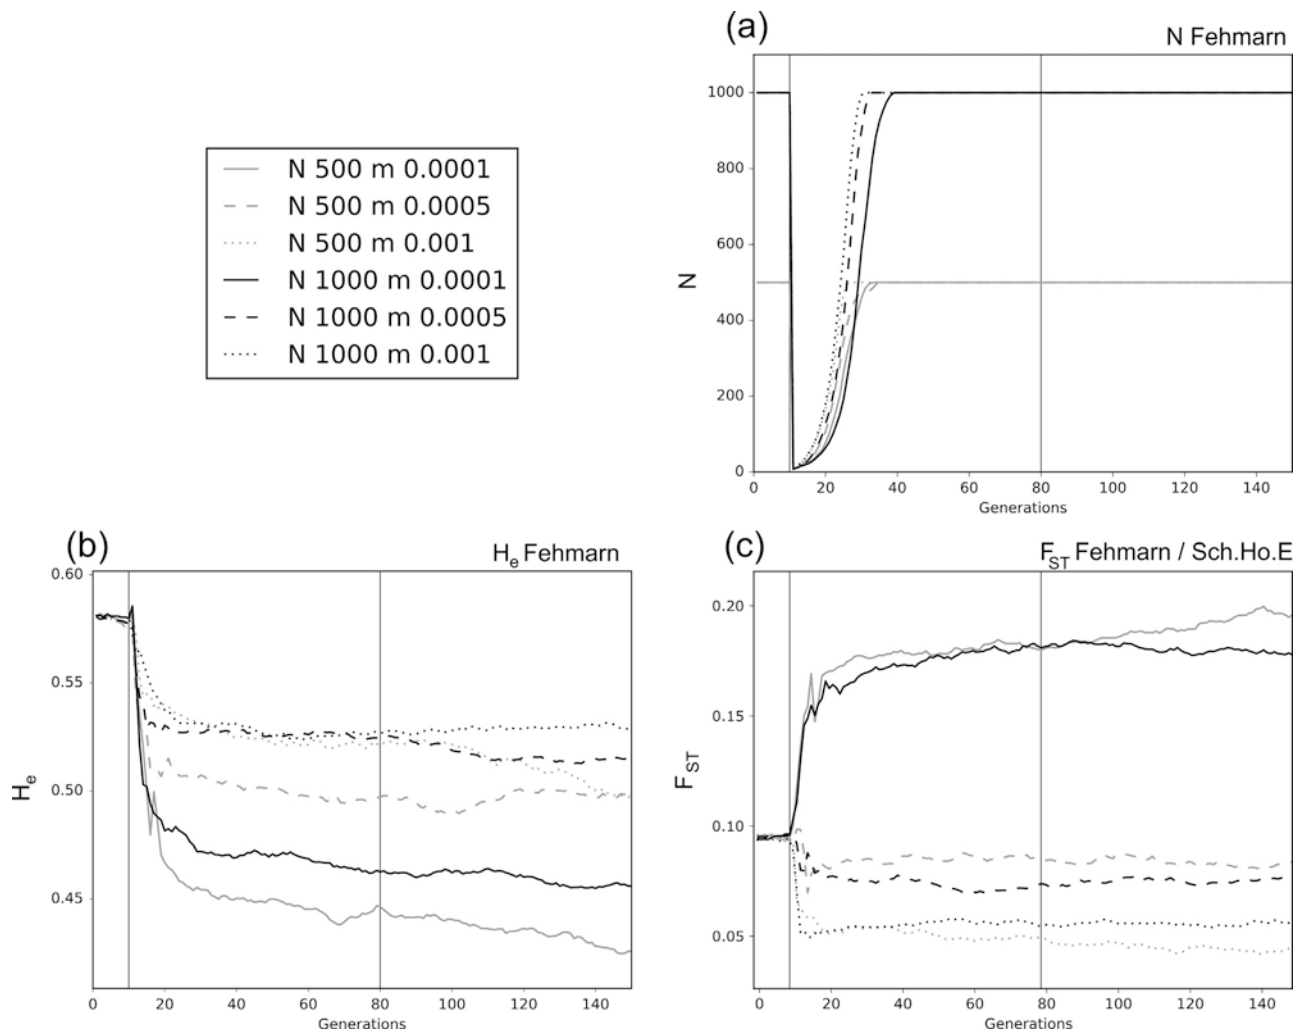 (a)
N Fehmarn
N 500 m 0.0001
N 500 m 0.0005
N 500 m 0.001
N 1000 m 0.0001
N 1000 m 0.0005
N 1000 m 0.001
1000
800
600
400
200
0
N
0 20 40 60 80 100 120 140
Generations
(b)
He Fehmarn
0.60
0.55
0.50
0.45
He
0 20 40 60 80 100 120 140
Generations
(c)
FST Fehmarn / Sch.Ho.E
0.20
0.15
0.10
0.05
FST
0 20 40 60 80 100 120 140
Generations